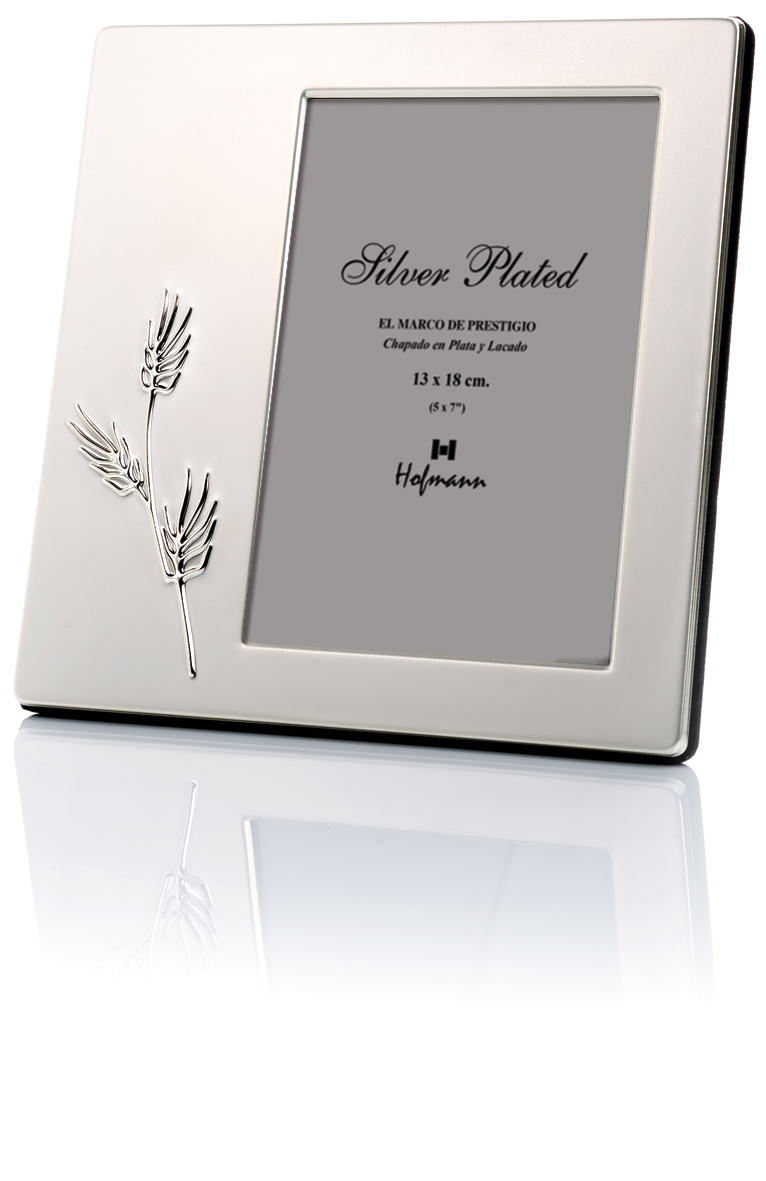 Silver Plated
EL MARCO DE PRESTIGIO
Chapado en Plata y Lacado
13 x 18 cm.
(5 x 7")
Hofmann